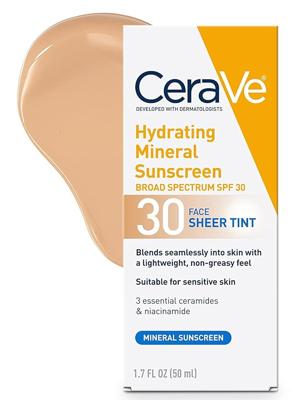 CeraVe
DEVELOPED WITH DERMATOLOGISTS
Hydrating
Mineral
Sunscreen
BROAD SPECTRUM SPF 30
30 FACE
SHEER TINT
Blends seamlessly into skin with
a lightweight, non-greasy feel
Suitable for sensitive skin
3 essential ceramides
& niacinamide
MINERAL SUNSCREEN
1.7 FL OZ (50 ml)